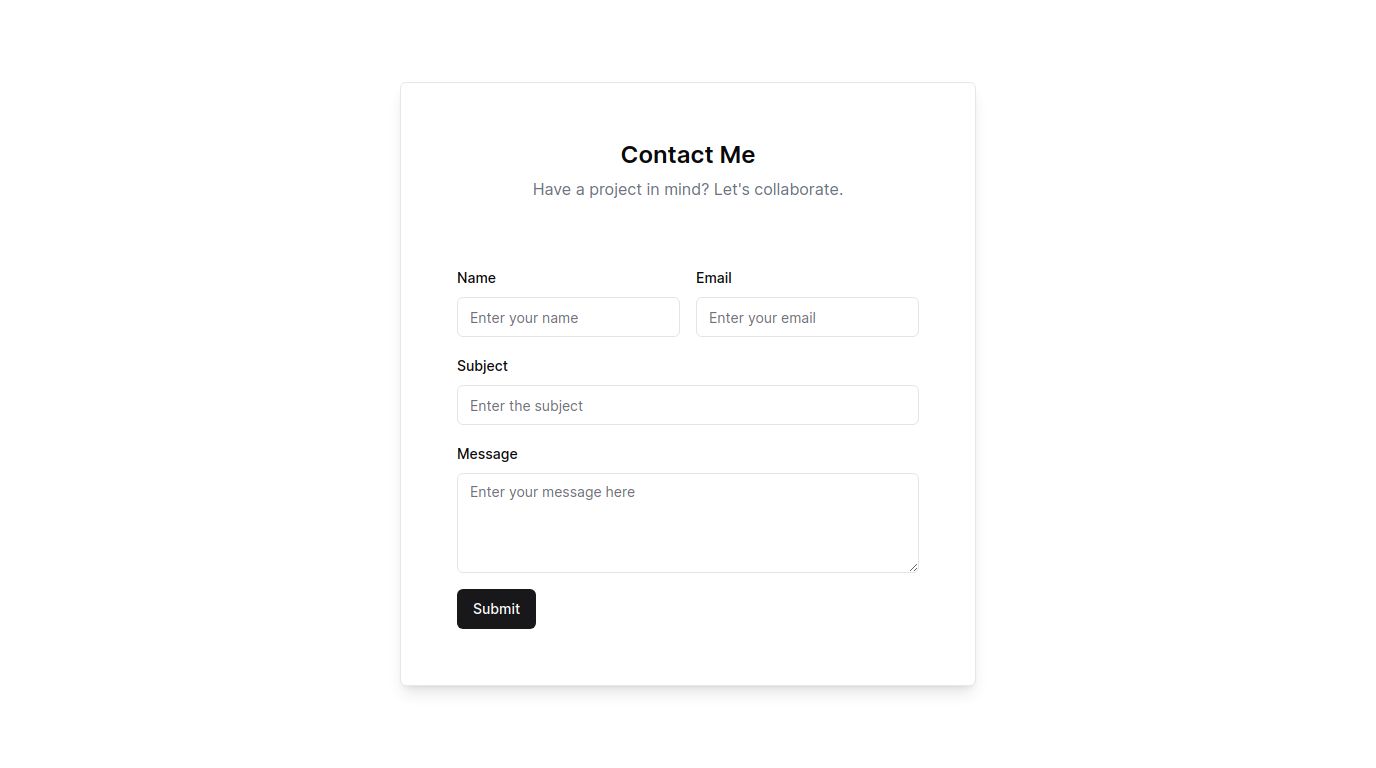 Contact Me
Have a project in mind? Let's collaborate.
Name
Email
Enter your name
Enter your email
Subject
Enter the subject
Message
Enter your message here
Submit